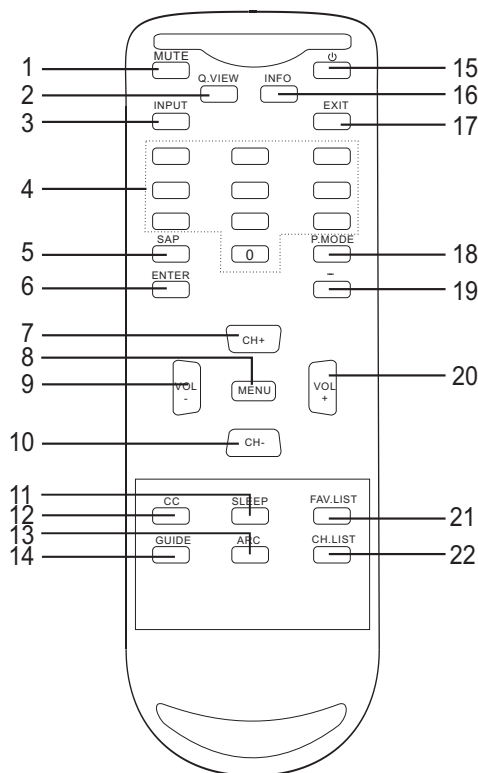 MUTE
⏻
1
15
Q.VIEW
INFO
2
16
INPUT
EXIT
3
17
4
SAP
0
P.MODE
5
18
ENTER
–
6
19
7
CH+
8
9
VOL
-
MENU
VOL
+
20
10
CH-
11
CC
SLEEP
FAV.LIST
12
21
13
GUIDE
ARC
CH.LIST
14
22